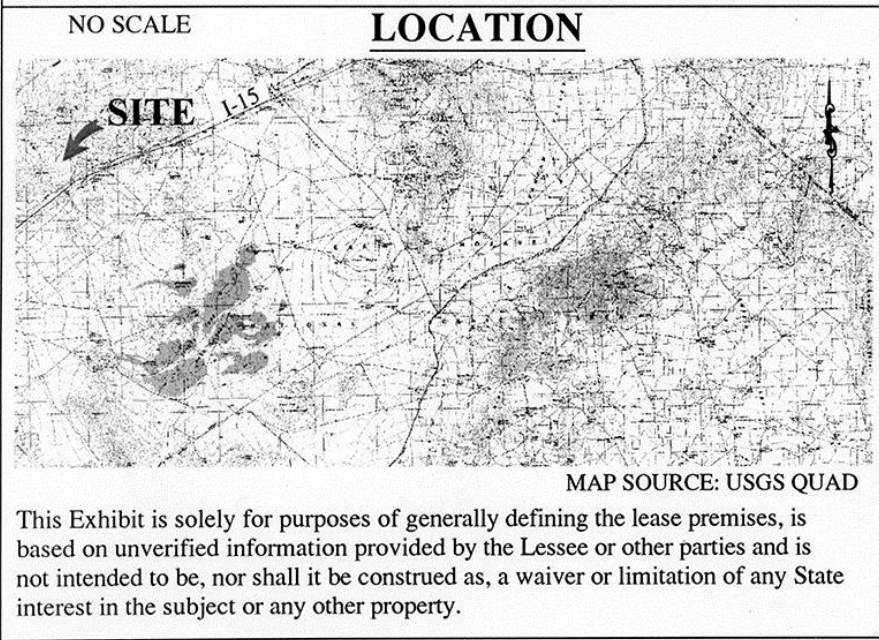 NO SCALE
LOCATION
SITE
I-15
MAP SOURCE: USGS QUAD
This Exhibit is solely for purposes of generally defining the lease premises, is
based on unverified information provided by the Lessee or other parties and is
not intended to be, nor shall it be construed as, a waiver or limitation of any State
interest in the subject or any other property.